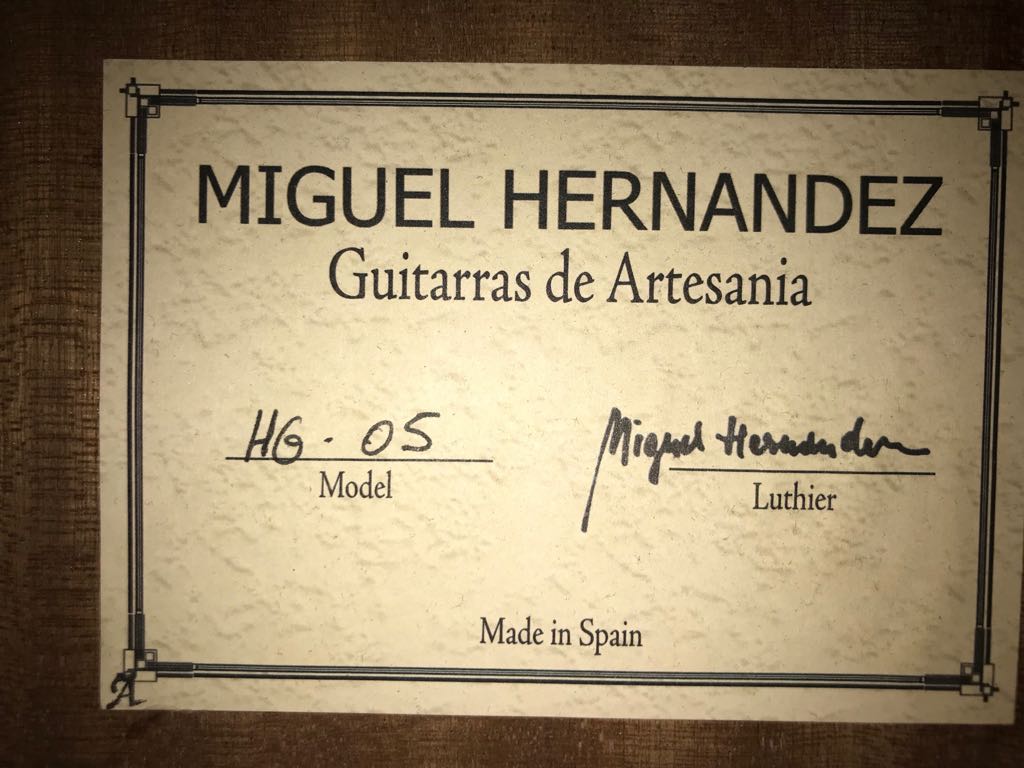 MIGUEL HERNANDEZ
Guitarras de Artesania
HG - 05 Miguel Hernandez
Model Luthier
Made in Spain
A